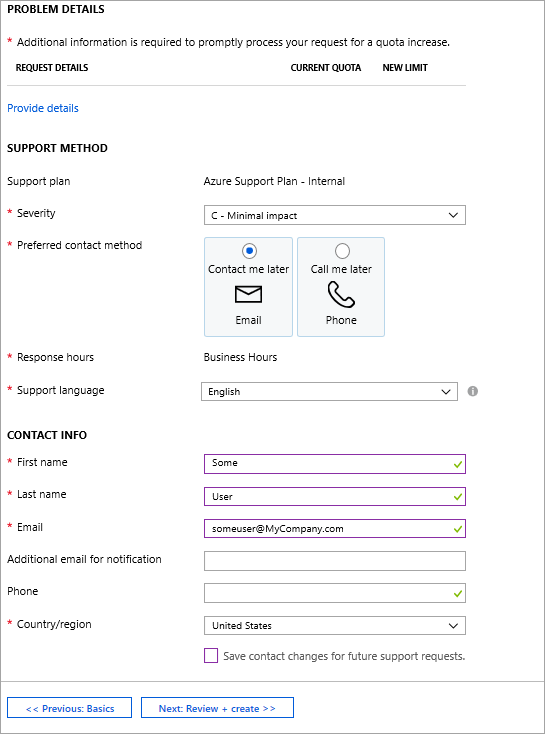 PROBLEM DETAILS
* Additional information is required to promptly process your request for a quota increase.
REQUEST DETAILS CURRENT QUOTA NEW LIMIT
Provide details
SUPPORT METHOD
Support plan Azure Support Plan - Internal
* Severity C - Minimal impact
* Preferred contact method
Contact me later Call me later
Email Phone
* Response hours Business Hours
* Support language English
CONTACT INFO
* First name Some
* Last name User
* Email someuser@MyCompany.com
Additional email for notification
Phone
* Country/region United States
Save contact changes for future support requests.
<< Previous: Basics Next: Review + create >>